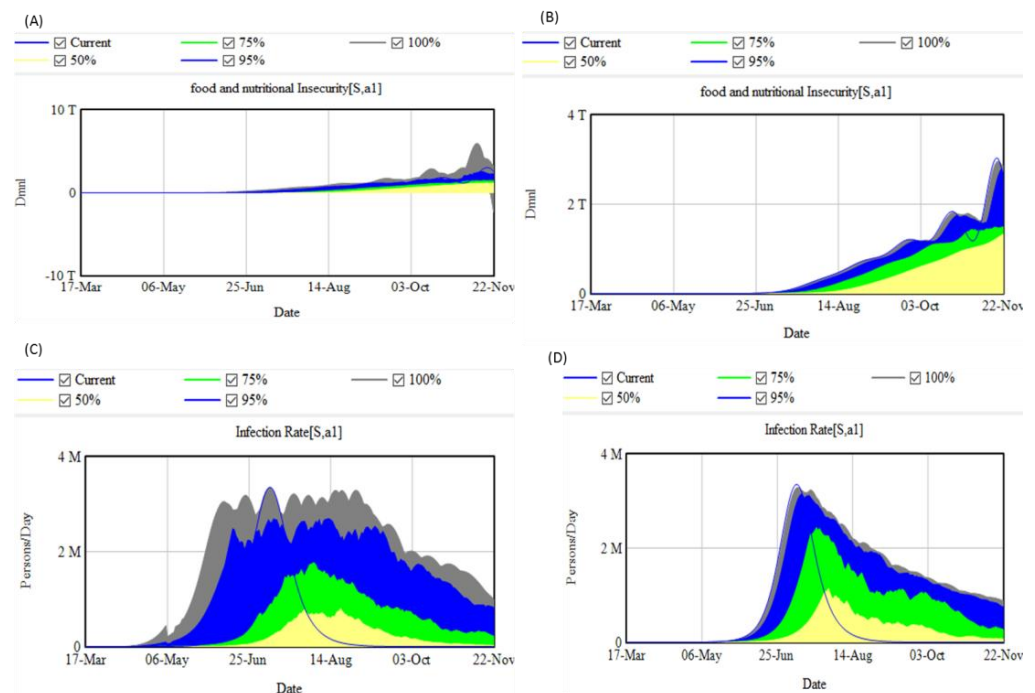 (A)
Current 75% 100%
50% 95%
food and nutritional Insecurity[S,a1]
10 T
Dmnl
0
-10 T
17-Mar 06-May 25-Jun 14-Aug 03-Oct 22-Nov
Date
(B)
Current 75% 100%
50% 95%
food and nutritional Insecurity[S,a1]
4 T
Dmnl
2 T
0
17-Mar 06-May 25-Jun 14-Aug 03-Oct 22-Nov
Date
(C)
Current 75% 100%
50% 95%
Infection Rate[S,a1]
4 M
Persons/Day
2 M
0
17-Mar 06-May 25-Jun 14-Aug 03-Oct 22-Nov
Date
(D)
Current 75% 100%
50% 95%
Infection Rate[S,a1]
4 M
Persons/Day
2 M
0
17-Mar 06-May 25-Jun 14-Aug 03-Oct 22-Nov
Date